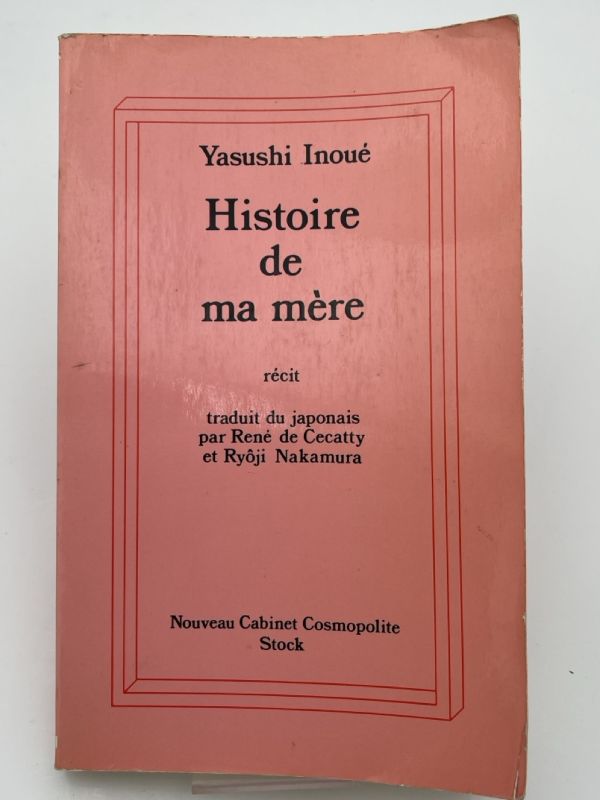 Yasushi Inoué
Histoire
de
ma mère
récit
traduit du japonais
par René de Cecatty
et Ryôji Nakamura
Nouveau Cabinet Cosmopolite
Stock